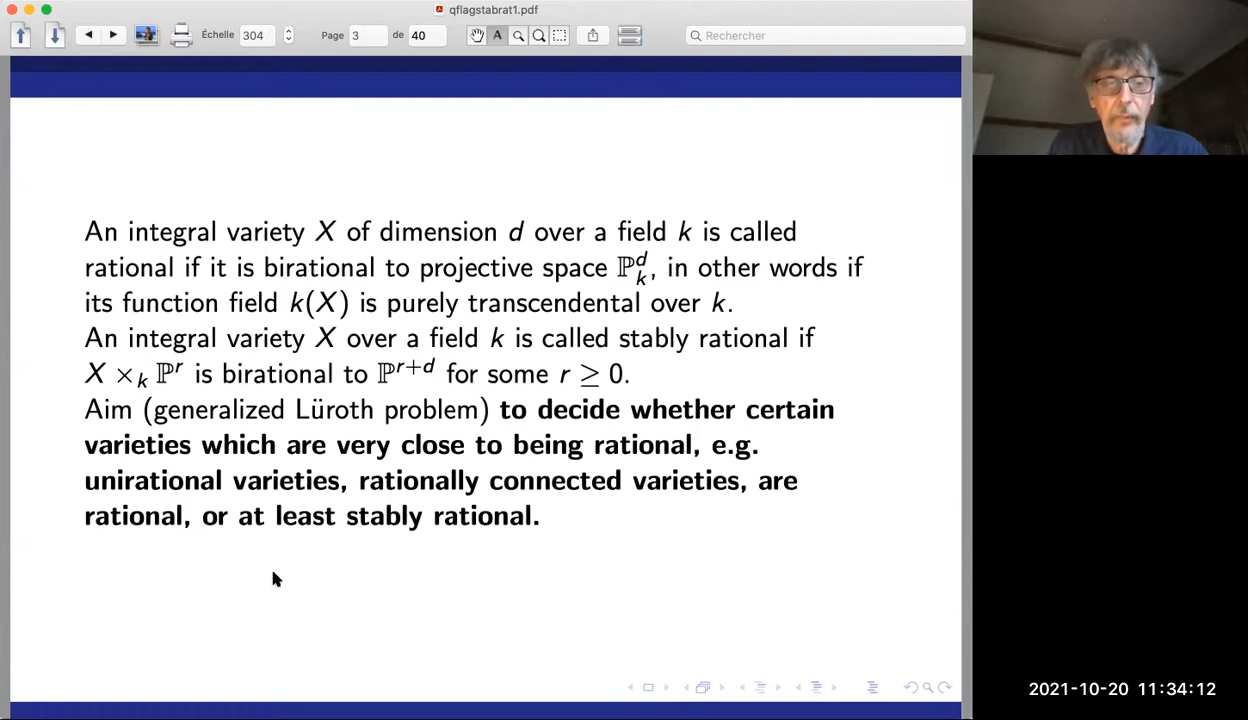 qflagstabrat1.pdf
Échelle 304 Page 3 de 40 A Rechercher
An integral variety X of dimension d over a field k is called
rational if it is birational to projective space ℙ^d_k, in other words if
its function field k(X) is purely transcendental over k.
An integral variety X over a field k is called stably rational if
X ×_k ℙ^r is birational to ℙ^{r+d} for some r ≥ 0.
Aim (generalized Lüroth problem) to decide whether certain
varieties which are very close to being rational, e.g.
unirational varieties, rationally connected varieties, are
rational, or at least stably rational.
2021-10-20 11:34:12